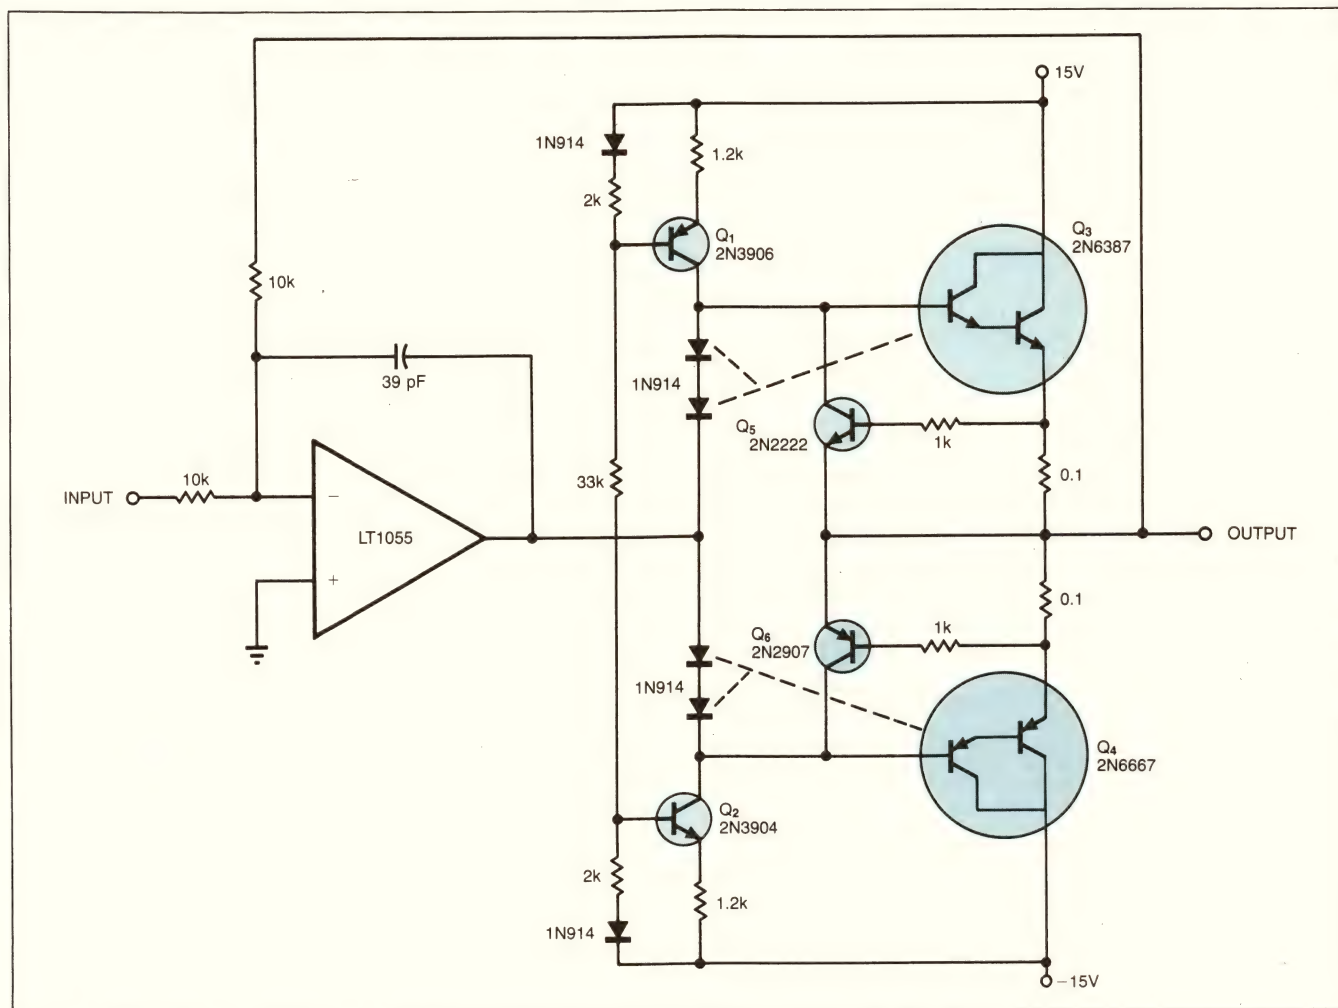 15V
1N914
1.2k
2k
Q1
2N3906
Q3
2N6387
10k
39 pF
1N914
Q5
2N2222
1k
33k
0.1
INPUT
10k
−
LT1055
+
OUTPUT
0.1
Q6
2N2907
1k
1N914
Q4
2N6667
Q2
2N3904
2k
1.2k
1N914
−15V